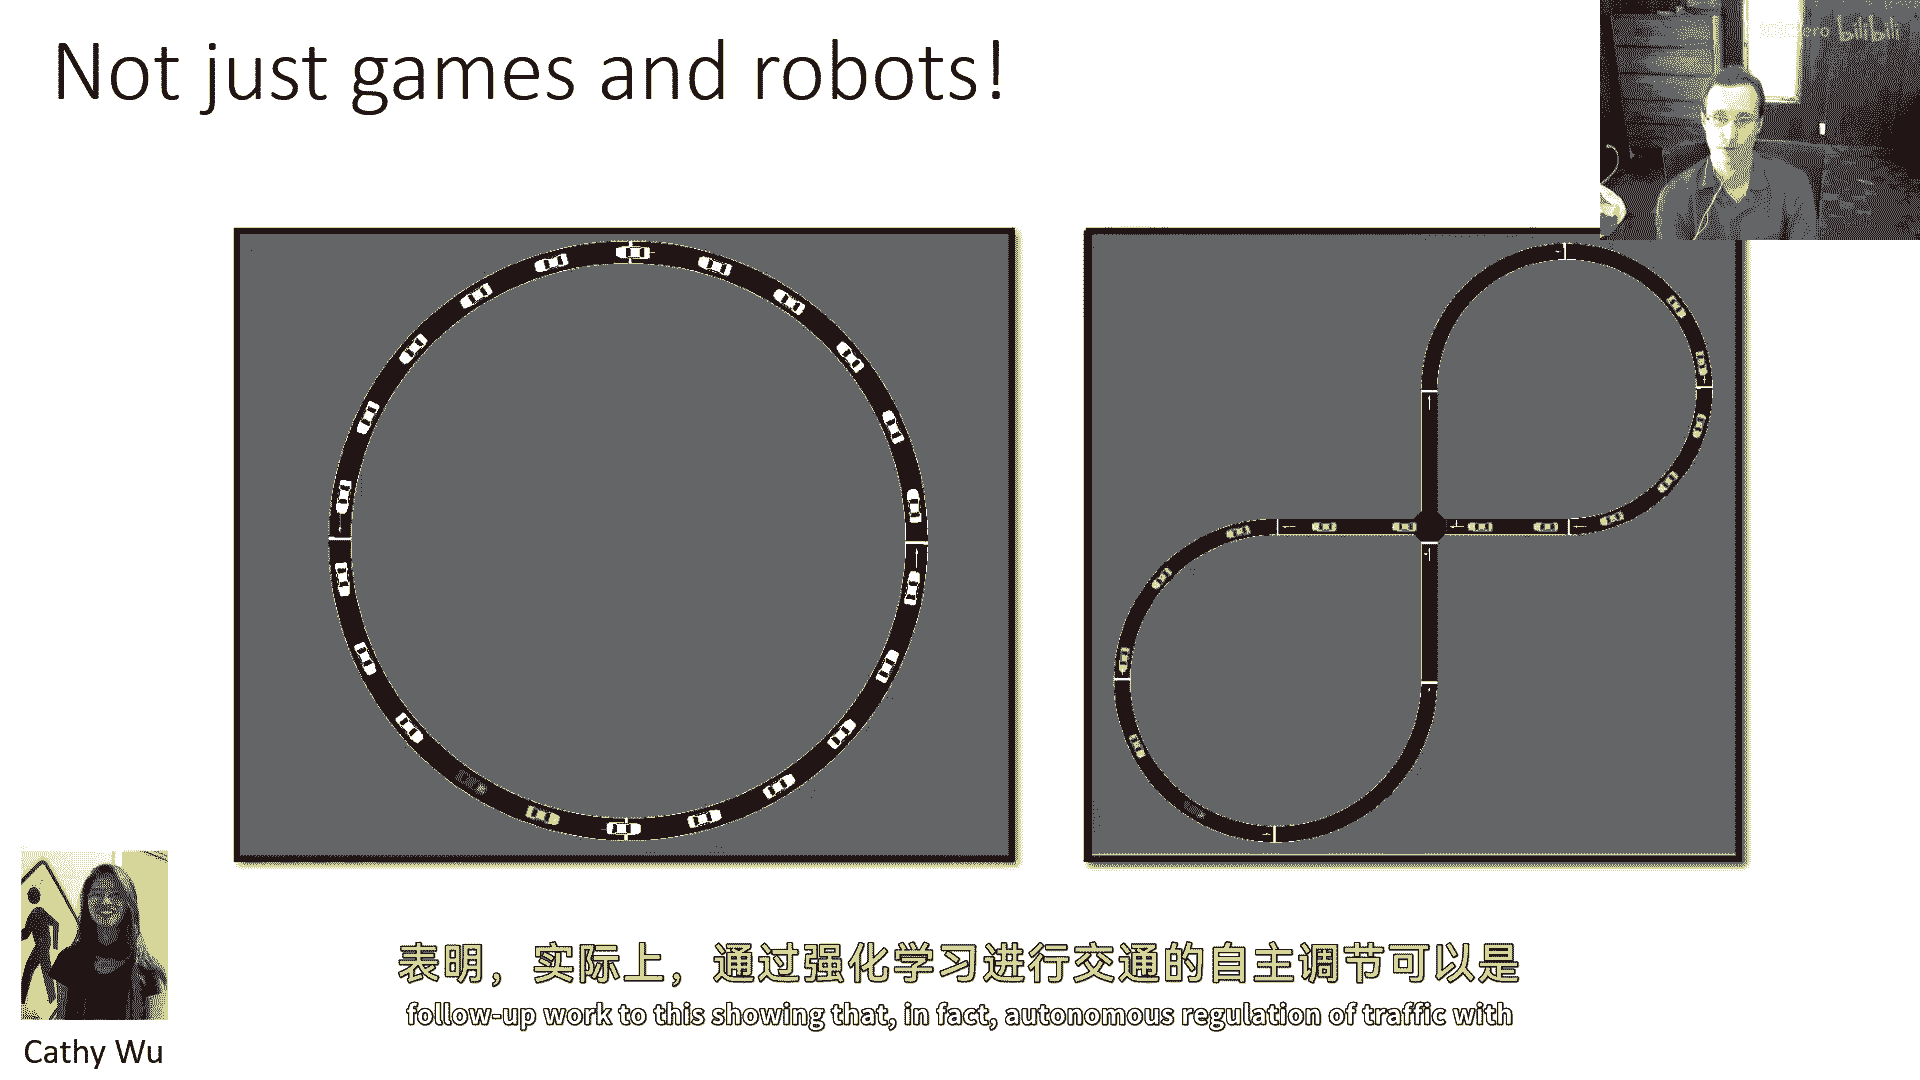 Not just games and robots!
bilibili
表明，实际上，通过强化学习进行交通的自主调节可以是
follow-up work to this showing that, in fact, autonomous regulation of traffic with
Cathy Wu